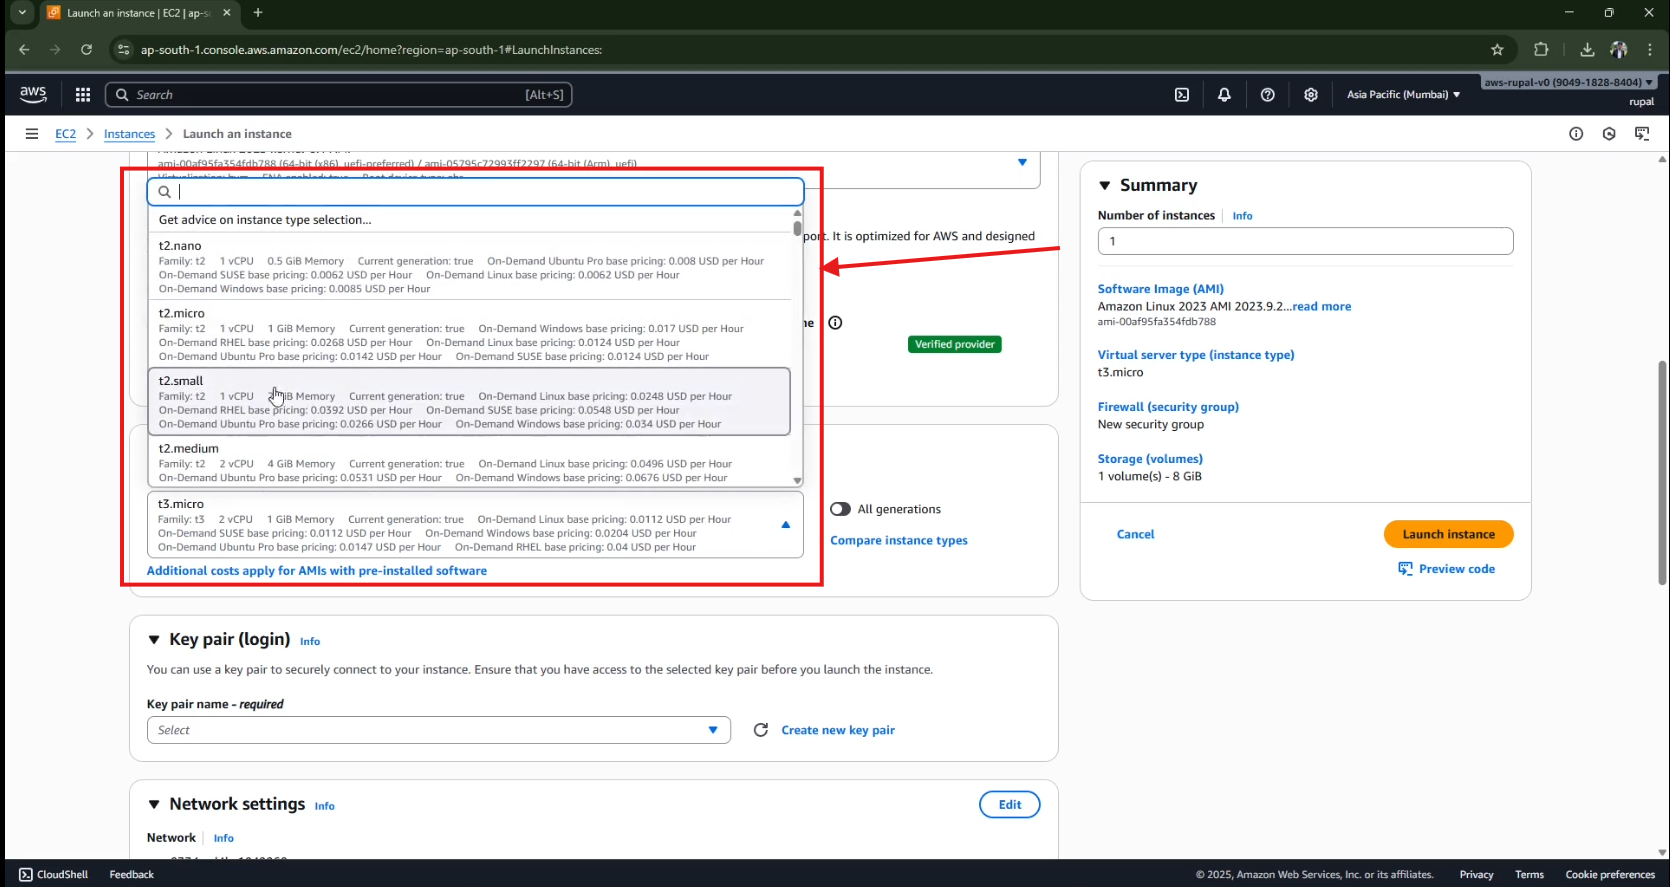 Launch an instance | EC2 | ap-s
ap-south-1.console.aws.amazon.com/ec2/home?region=ap-south-1#LaunchInstances:
aws
Search
[Alt+S]
Asia Pacific (Mumbai)
aws-rupal-v0 (9049-1828-8404)
rupal
EC2
Instances
Launch an instance
ami-00af95fa354fdb788 (64-bit (x86), uefi-preferred) / ami-05795c72993ff2297 (64-bit (Arm), uefi)
Get advice on instance type selection...
port. It is optimized for AWS and designed
t2.nano
Family: t2 1 vCPU 0.5 GiB Memory Current generation: true On-Demand Ubuntu Pro base pricing: 0.008 USD per Hour
On-Demand SUSE base pricing: 0.0062 USD per Hour On-Demand Linux base pricing: 0.0062 USD per Hour
On-Demand Windows base pricing: 0.0085 USD per Hour
t2.micro
Family: t2 1 vCPU 1 GiB Memory Current generation: true On-Demand Windows base pricing: 0.017 USD per Hour
On-Demand RHEL base pricing: 0.0268 USD per Hour On-Demand Linux base pricing: 0.0124 USD per Hour
On-Demand Ubuntu Pro base pricing: 0.0142 USD per Hour On-Demand SUSE base pricing: 0.0124 USD per Hour
Verified provider
t2.small
Family: t2 1 vCPU Memory Current generation: true On-Demand Linux base pricing: 0.0248 USD per Hour
On-Demand RHEL base pricing: 0.0392 USD per Hour On-Demand SUSE base pricing: 0.0548 USD per Hour
On-Demand Ubuntu Pro base pricing: 0.0266 USD per Hour On-Demand Windows base pricing: 0.034 USD per Hour
t2.medium
Family: t2 2 vCPU 4 GiB Memory Current generation: true On-Demand Linux base pricing: 0.0496 USD per Hour
On-Demand Ubuntu Pro base pricing: 0.0531 USD per Hour On-Demand Windows base pricing: 0.0676 USD per Hour
t3.micro
Family: t3 2 vCPU 1 GiB Memory Current generation: true On-Demand Linux base pricing: 0.0112 USD per Hour
On-Demand SUSE base pricing: 0.0112 USD per Hour On-Demand Windows base pricing: 0.0204 USD per Hour
On-Demand Ubuntu Pro base pricing: 0.0147 USD per Hour On-Demand RHEL base pricing: 0.04 USD per Hour
All generations
Compare instance types
Additional costs apply for AMIs with pre-installed software
Key pair (login)
Info
You can use a key pair to securely connect to your instance. Ensure that you have access to the selected key pair before you launch the instance.
Key pair name - required
Select
Create new key pair
Network settings
Info
Edit
Network
Info
Summary
Number of instances
Info
1
Software Image (AMI)
Amazon Linux 2023 AMI 2023.9.2...read more
ami-00af95fa354fdb788
Virtual server type (instance type)
t3.micro
Firewall (security group)
New security group
Storage (volumes)
1 volume(s) - 8 GiB
Cancel
Launch instance
Preview code
CloudShell
Feedback
© 2025, Amazon Web Services, Inc. or its affiliates.
Privacy
Terms
Cookie preferences